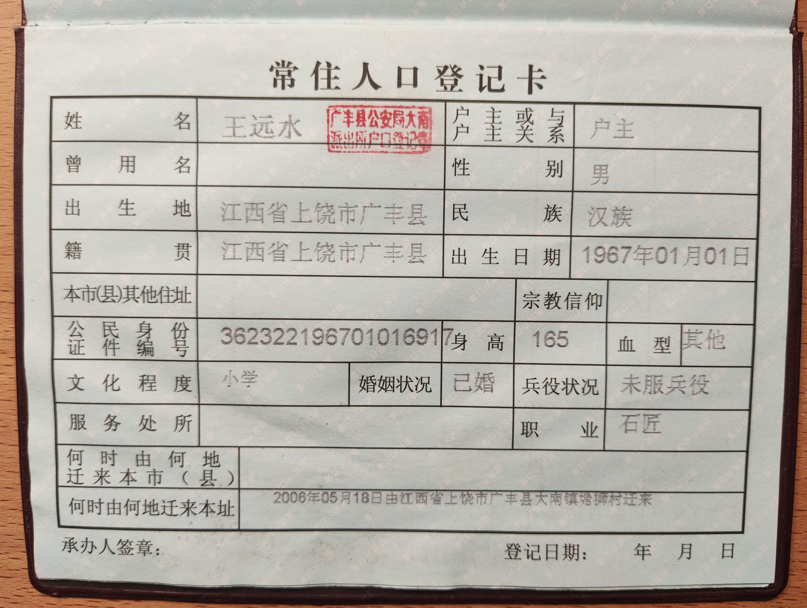 常住人口登记卡
姓名 王远水 户主或与户主关系 户主
广丰县公安局大南
派出所户口登记章
曾用名 性别 男
出生地 江西省上饶市广丰县 民族 汉族
籍贯 江西省上饶市广丰县 出生日期 1967年01月01日
本市(县)其他住址 宗教信仰
公民身份证件编号 362322196701016917 身高 165 血型 其他
文化程度 小学 婚姻状况 已婚 兵役状况 未服兵役
服务处所 职业 石匠
何时由何地迁来本市(县)
何时由何地迁来本址 2006年05月18日由江西省上饶市广丰县大南镇 村迁来
承办人签章： 登记日期： 年 月 日